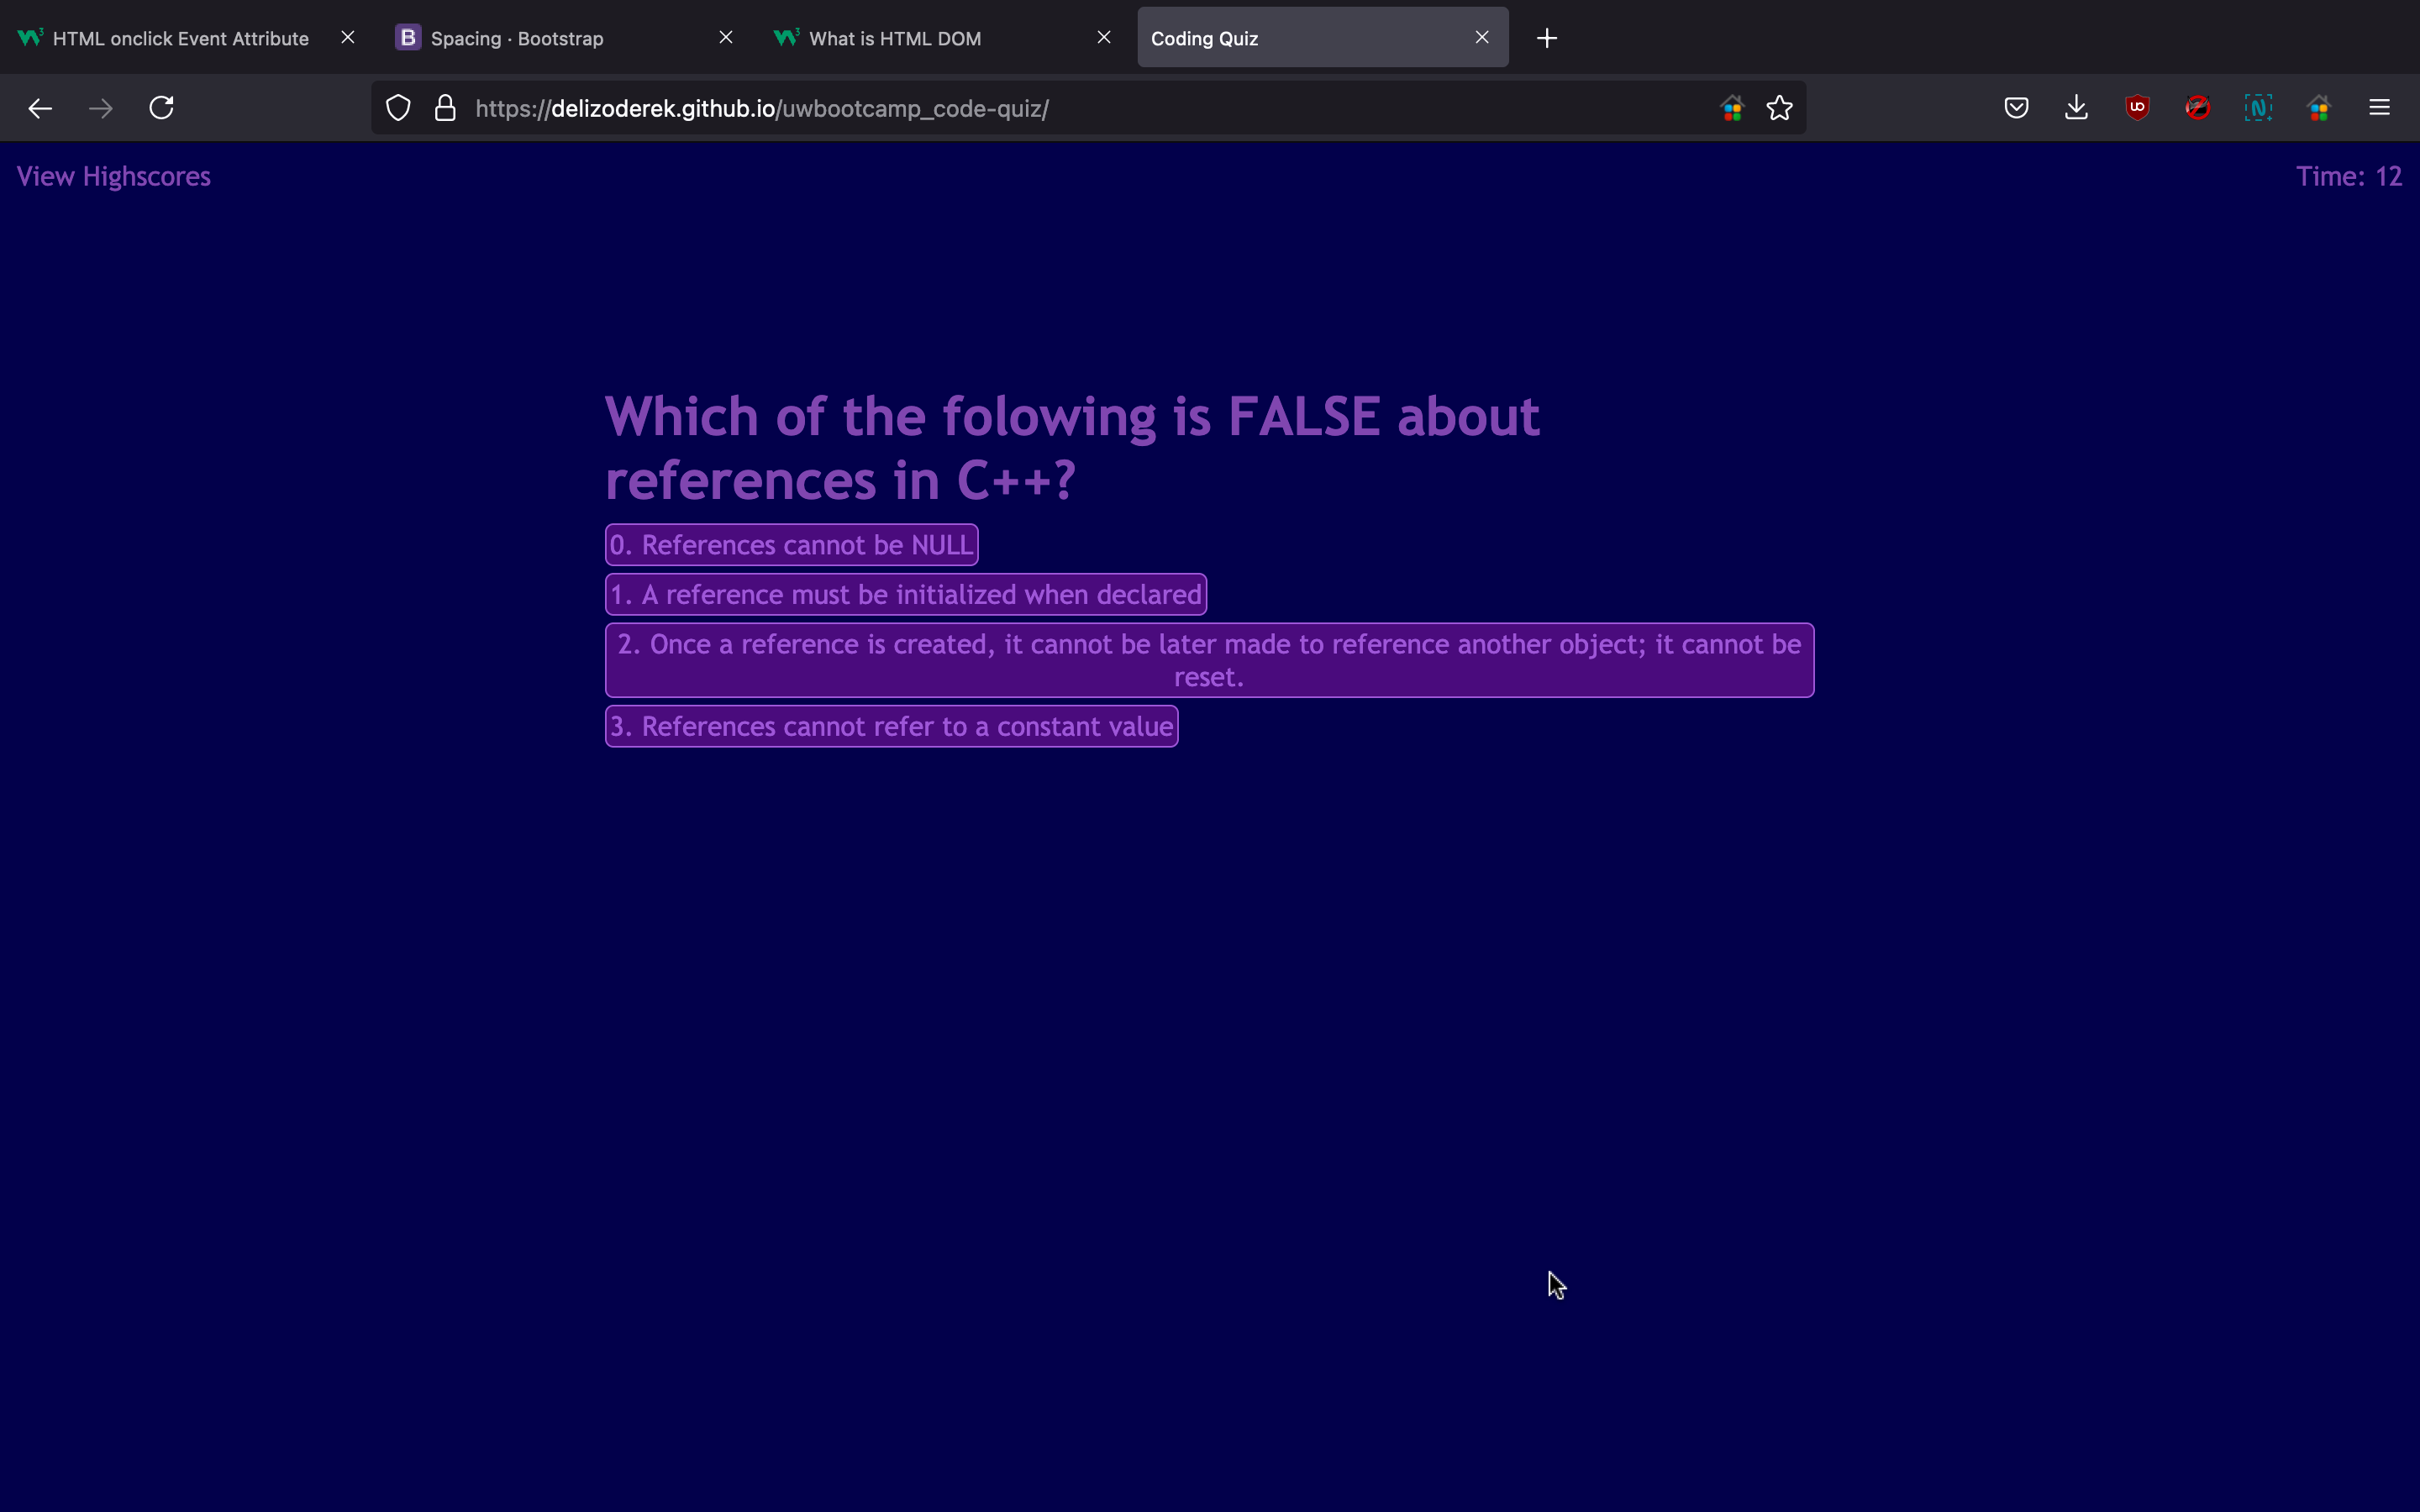 HTML onclick Event Attribute
B Spacing · Bootstrap
What is HTML DOM
Coding Quiz
https://delizoderek.github.io/uwbootcamp_code-quiz/
View Highscores
Time: 12
Which of the folowing is FALSE about
references in C++?
0. References cannot be NULL
1. A reference must be initialized when declared
2. Once a reference is created, it cannot be later made to reference another object; it cannot be
reset.
3. References cannot refer to a constant value